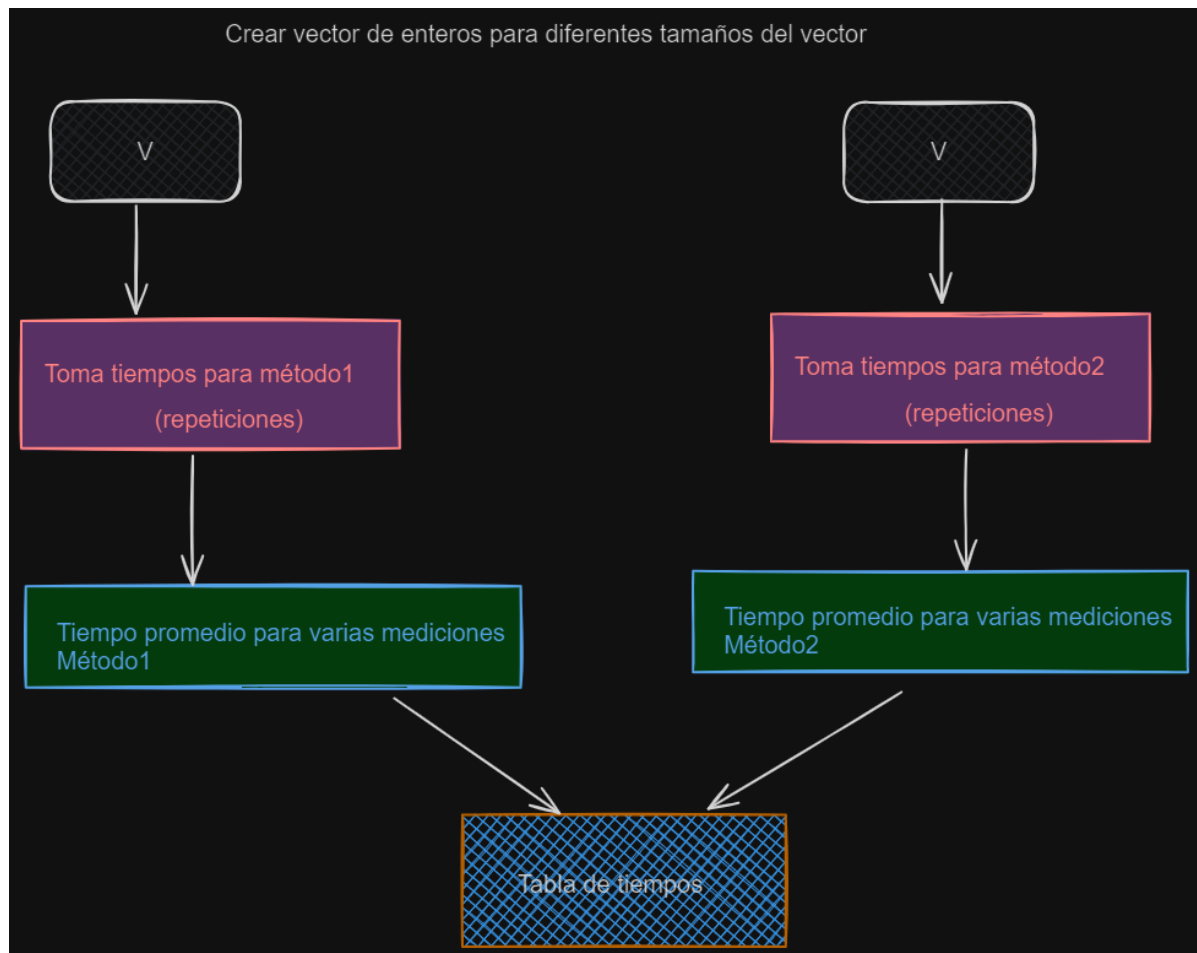 Crear vector de enteros para diferentes tamaños del vector
V
V
Toma tiempos para método1
(repeticiones)
Toma tiempos para método2
(repeticiones)
Tiempo promedio para varias mediciones
Método1
Tiempo promedio para varias mediciones
Método2
Tabla de tiempos